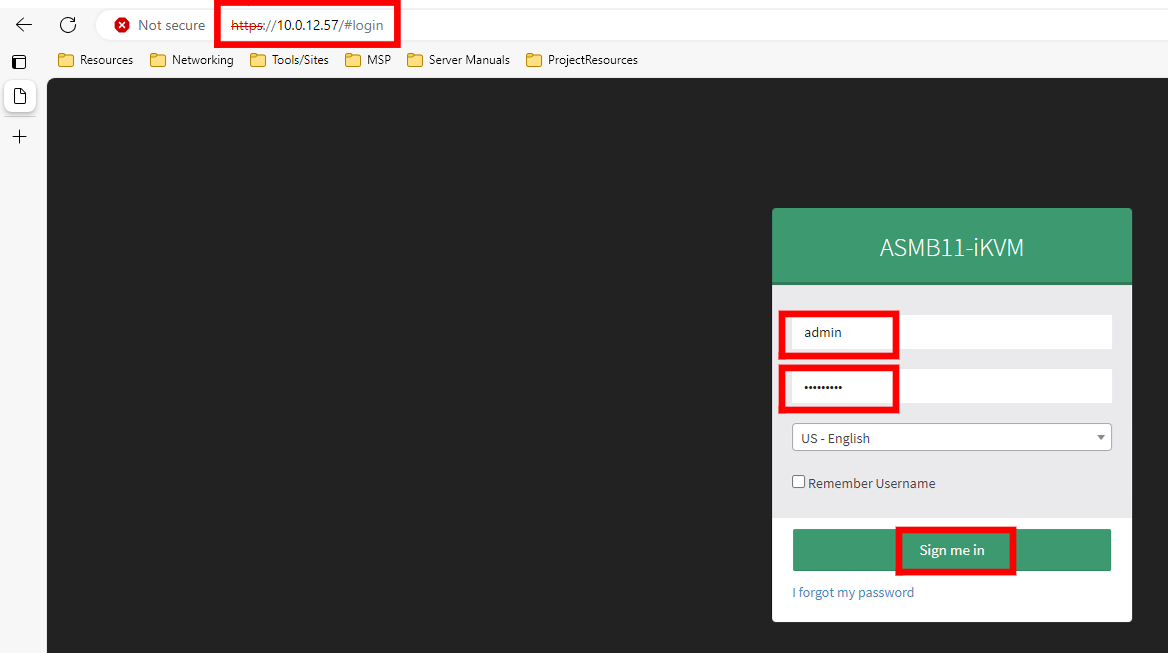 Not secure https://10.0.12.57/#login
Resources Networking Tools/Sites MSP Server Manuals ProjectResources
ASMB11-iKVM
admin
•••••••••
US - English
Remember Username
Sign me in
I forgot my password